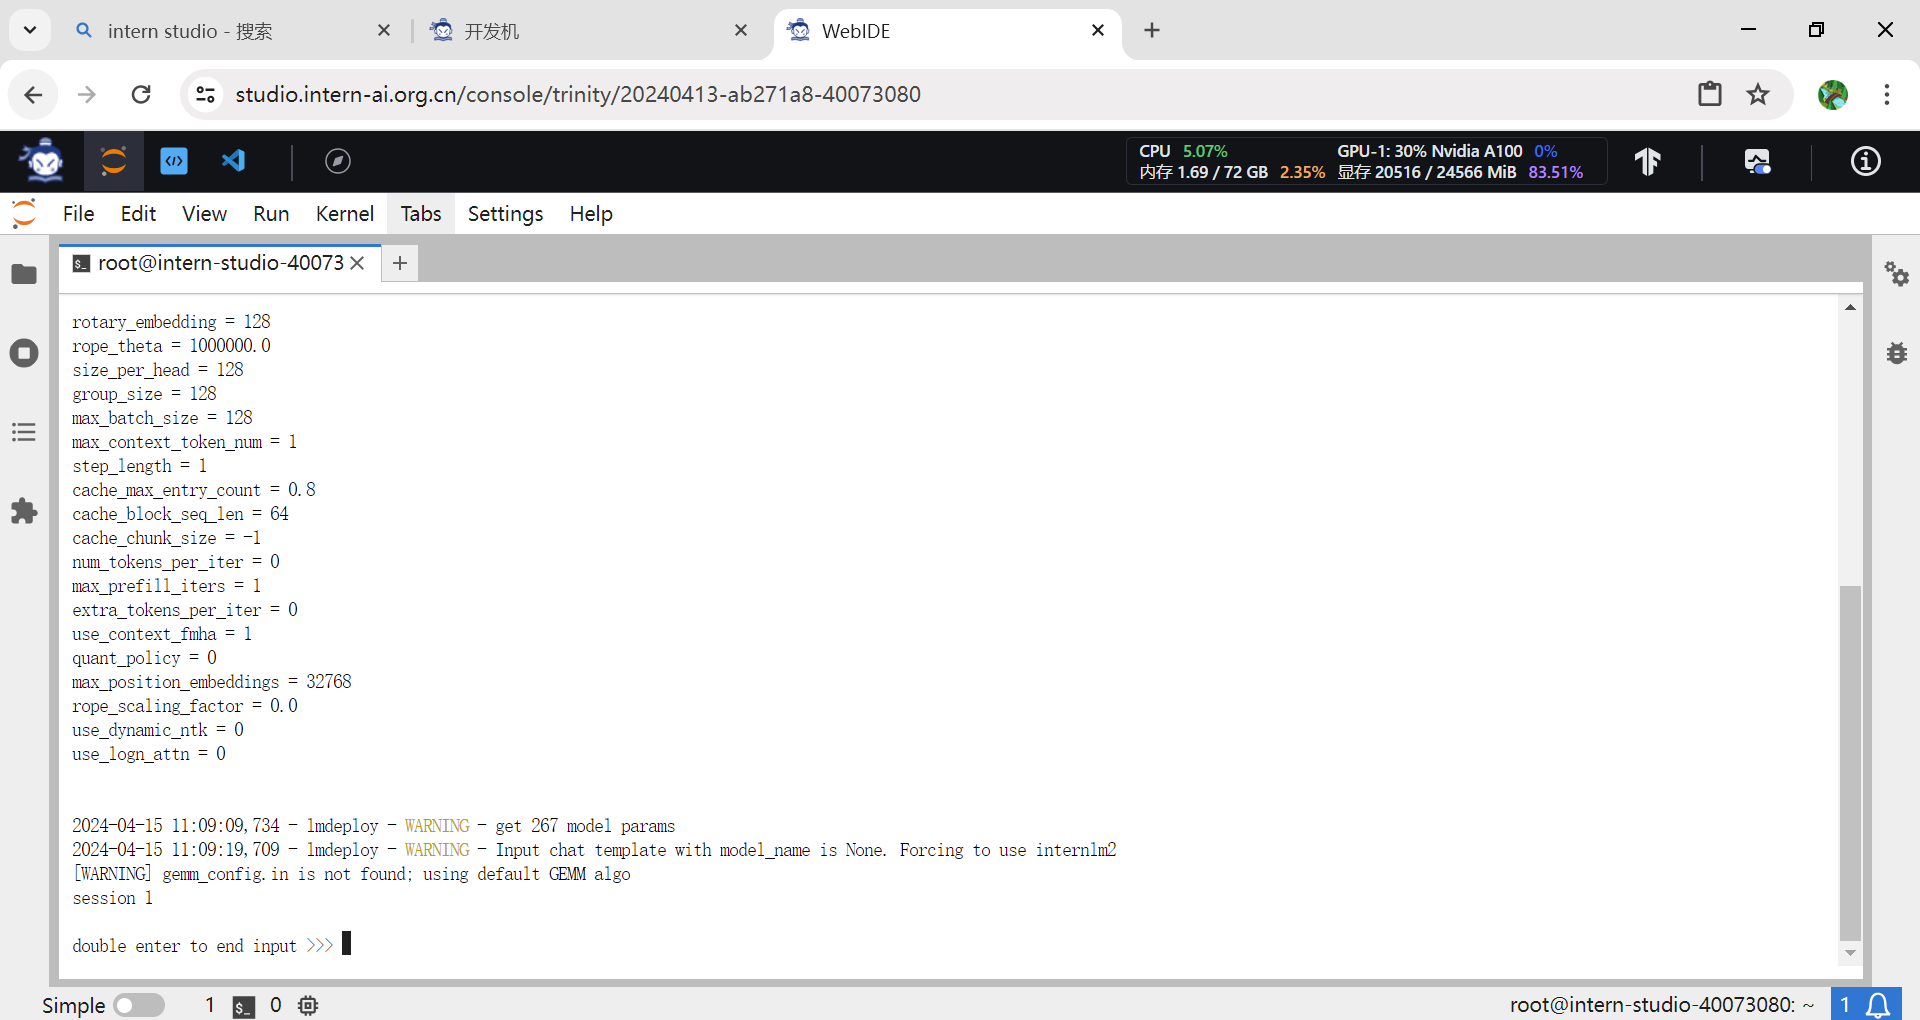 intern studio - 搜索
开发机
WebIDE
studio.intern-ai.org.cn/console/trinity/20240413-ab271a8-40073080
CPU 5.07% GPU-1: 30% Nvidia A100 0%
内存 1.69 / 72 GB 2.35% 显存 20516 / 24566 MiB 83.51%
File Edit View Run Kernel Tabs Settings Help
root@intern-studio-40073
rotary_embedding = 128
rope_theta = 1000000.0
size_per_head = 128
group_size = 128
max_batch_size = 128
max_context_token_num = 1
step_length = 1
cache_max_entry_count = 0.8
cache_block_seq_len = 64
cache_chunk_size = -1
num_tokens_per_iter = 0
max_prefill_iters = 1
extra_tokens_per_iter = 0
use_context_fmha = 1
quant_policy = 0
max_position_embeddings = 32768
rope_scaling_factor = 0.0
use_dynamic_ntk = 0
use_logn_attn = 0
2024-04-15 11:09:09,734 - lmdeploy - WARNING - get 267 model params
2024-04-15 11:09:19,709 - lmdeploy - WARNING - Input chat template with model_name is None. Forcing to use internlm2
[WARNING] gemm_config.in is not found; using default GEMM algo
session 1
double enter to end input >>>
Simple 1 0 root@intern-studio-40073080: ~ 1